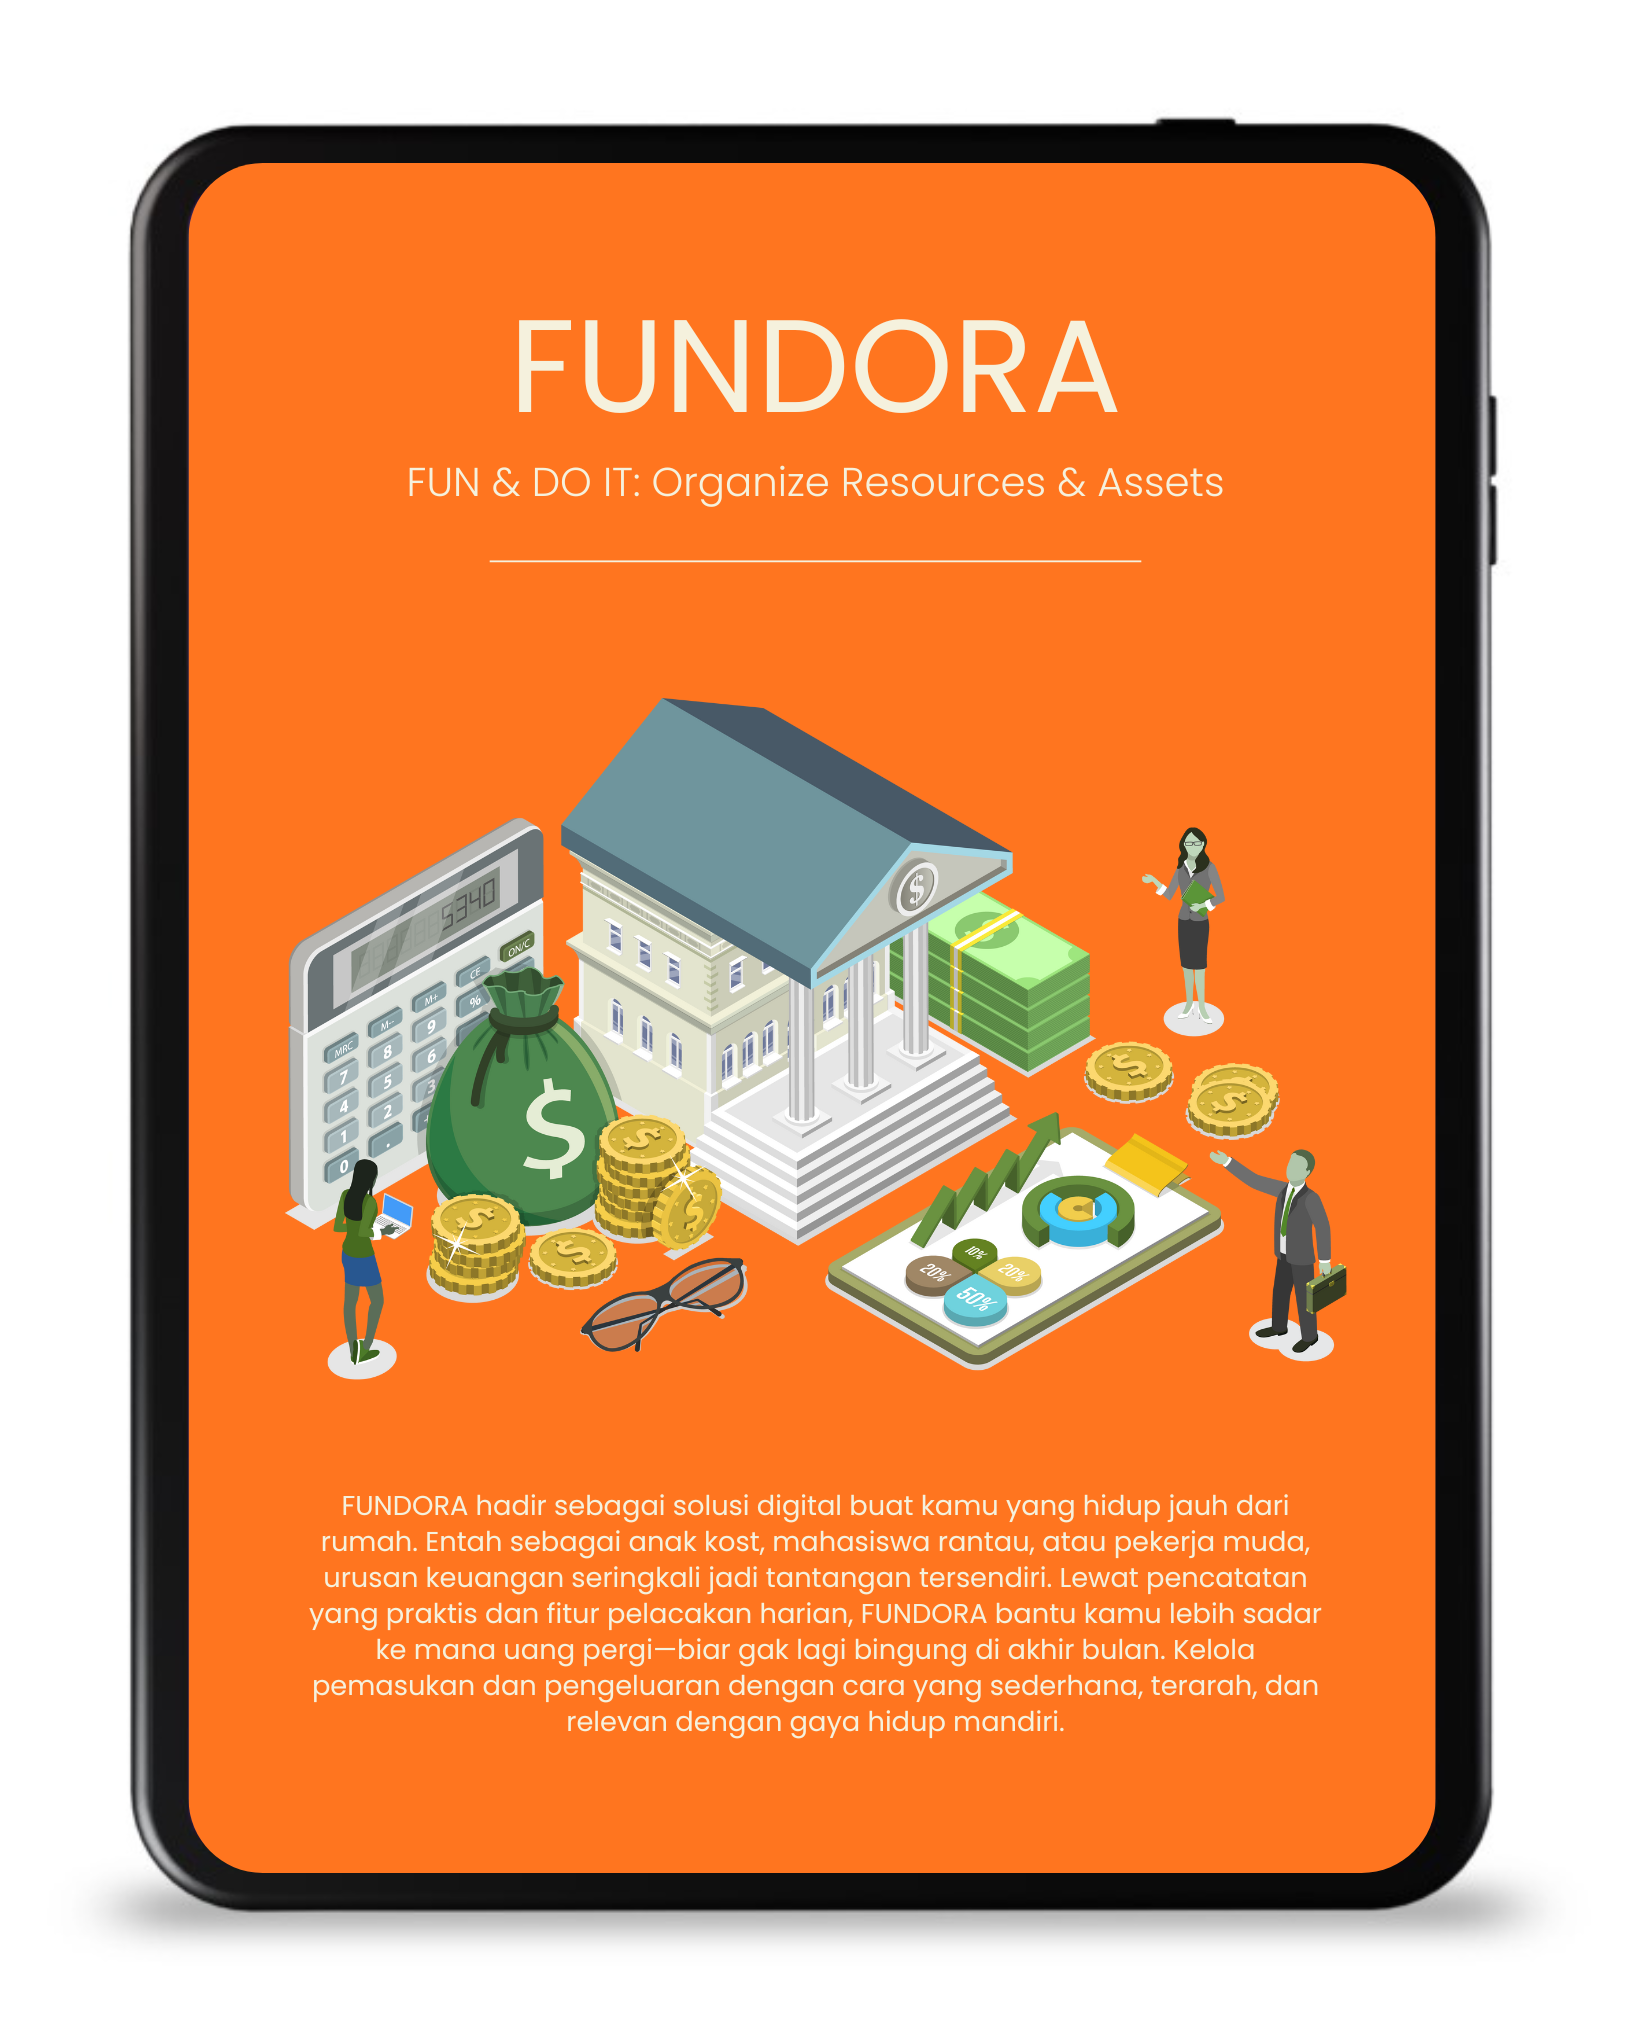 FUNDORA
FUN & DO IT: Organize Resources & Assets
5340
ON/C
CE
M+
M-
MRC
%
9
8
7
6
5
4
3
2
1
.
0
$
$
10%
20%
20%
50%
FUNDORA hadir sebagai solusi digital buat kamu yang hidup jauh dari
rumah. Entah sebagai anak kost, mahasiswa rantau, atau pekerja muda,
urusan keuangan seringkali jadi tantangan tersendiri. Lewat pencatatan
yang praktis dan fitur pelacakan harian, FUNDORA bantu kamu lebih sadar
ke mana uang pergi—biar gak lagi bingung di akhir bulan. Kelola
pemasukan dan pengeluaran dengan cara yang sederhana, terarah, dan
relevan dengan gaya hidup mandiri.